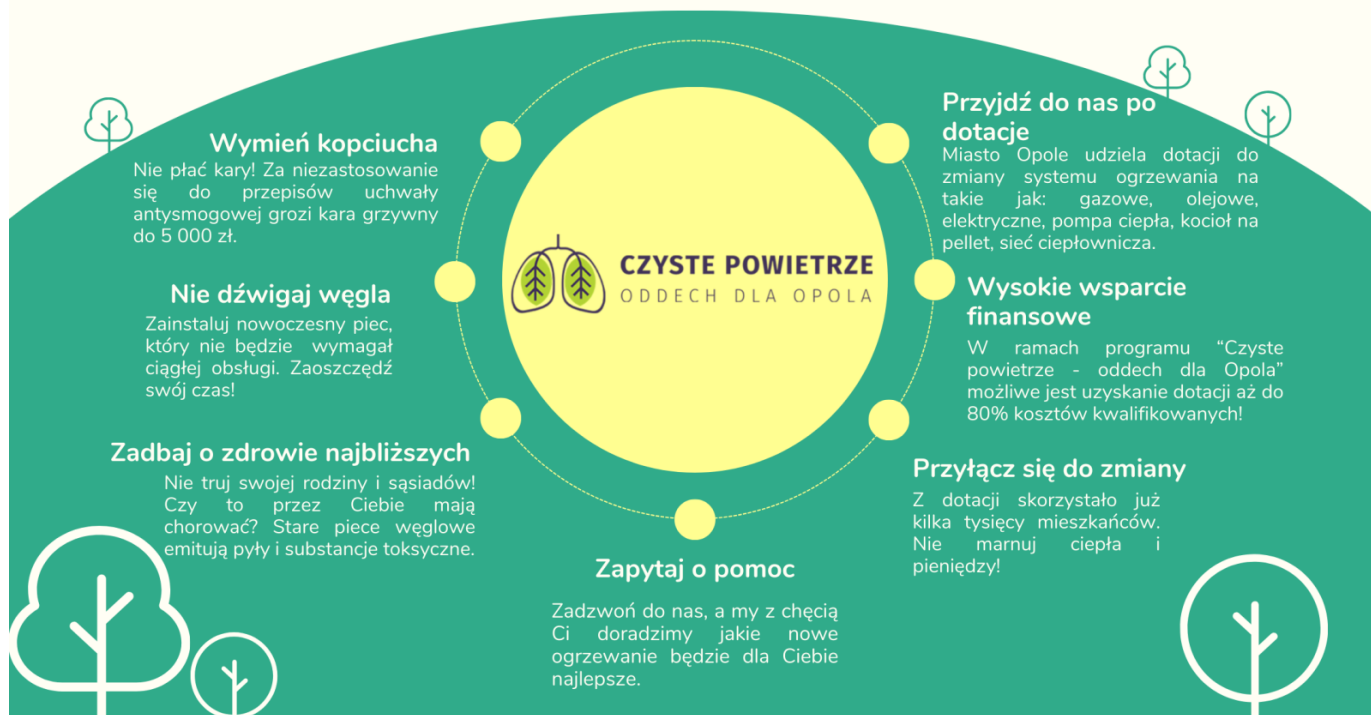 Wymień kopciucha
Nie płać kary! Za niezastosowanie
się do przepisów uchwały
antysmogowej grozi kara grzywny
do 5 000 zł.
Nie dźwigaj węgla
Zainstaluj nowoczesny piec,
który nie będzie wymagał
ciągłej obsługi. Zaoszczędź
swój czas!
Zadbaj o zdrowie najbliższych
Nie truj swojej rodziny i sąsiadów!
Czy to przez Ciebie mają
chorować? Stare piece węglowe
emitują pyły i substancje toksyczne.
CZYSTE POWIETRZE
ODDECH DLA OPOLA
Zapytaj o pomoc
Zadzwoń do nas, a my z chęcią
Ci doradzimy jakie nowe
ogrzewanie będzie dla Ciebie
najlepsze.
Przyjdź do nas po
dotacje
Miasto Opole udziela dotacji do
zmiany systemu ogrzewania na
takie jak: gazowe, olejowe,
elektryczne, pompa ciepła, kocioł na
pellet, sieć ciepłownicza.
Wysokie wsparcie
finansowe
W ramach programu “Czyste
powietrze - oddech dla Opola”
możliwe jest uzyskanie dotacji aż do
80% kosztów kwalifikowanych!
Przyłącz się do zmiany
Z dotacji skorzystało już
kilka tysięcy mieszkańców.
Nie marnuj ciepła i
pieniędzy!